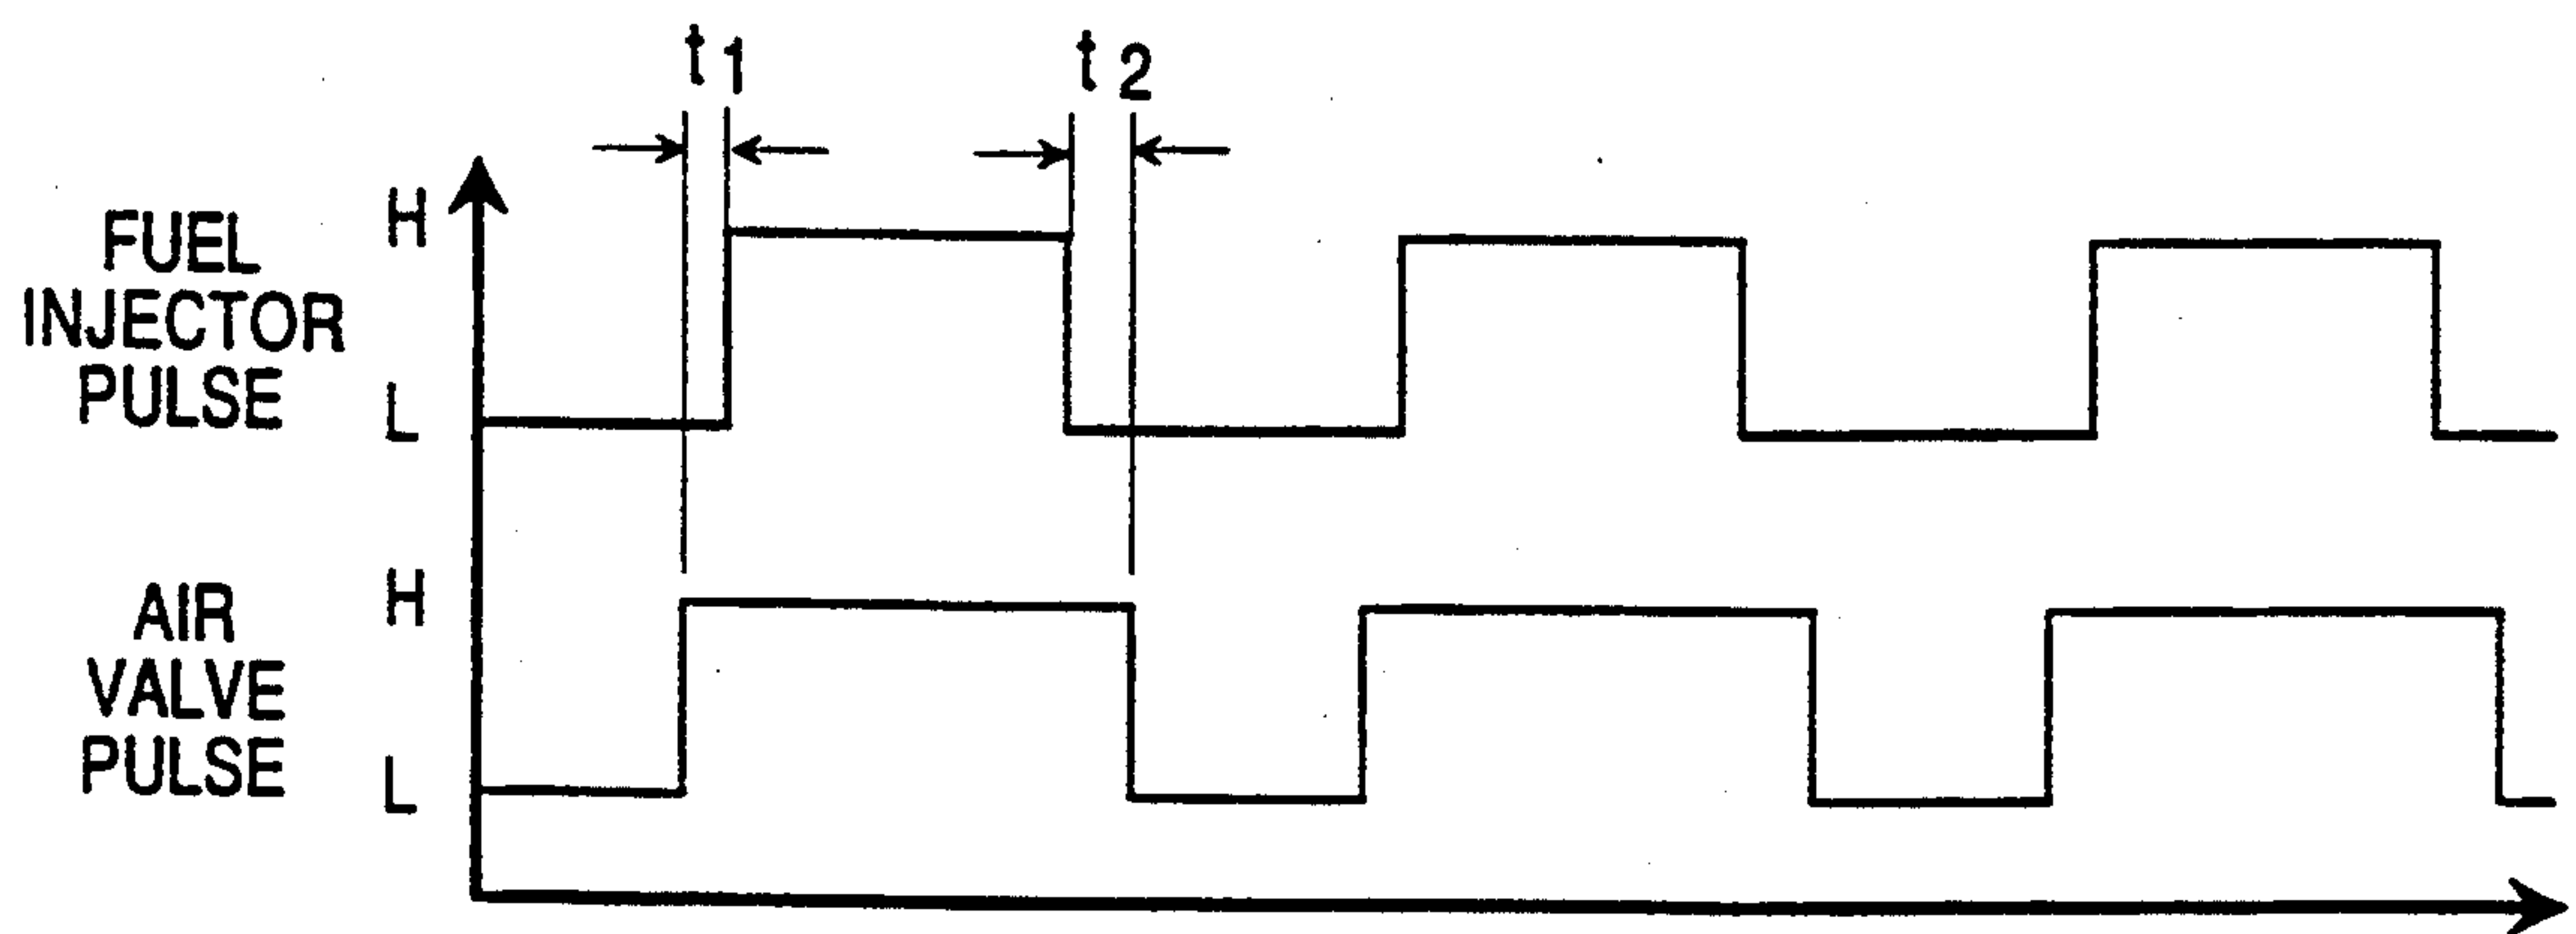 t1
t2
FUEL
INJECTOR
PULSE
H
L
AIR
VALVE
PULSE
H
L